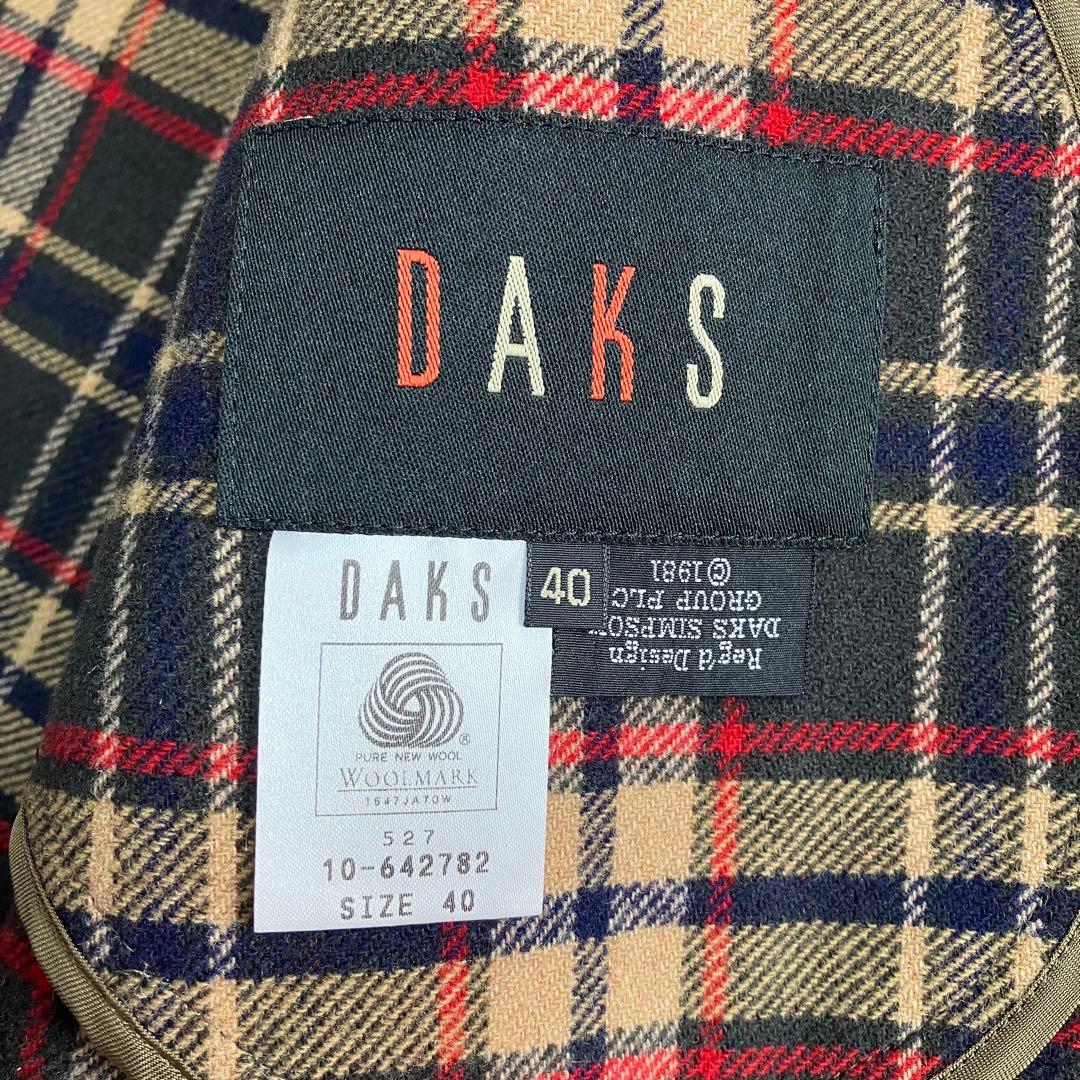 DAKS
DAKS
PURE NEW WOOL
WOOLMARK
1647JA70W
527
10-642782
SIZE 40
40
Reg'd Design
DAKS SIMPSON
GROUP PLC
©1981